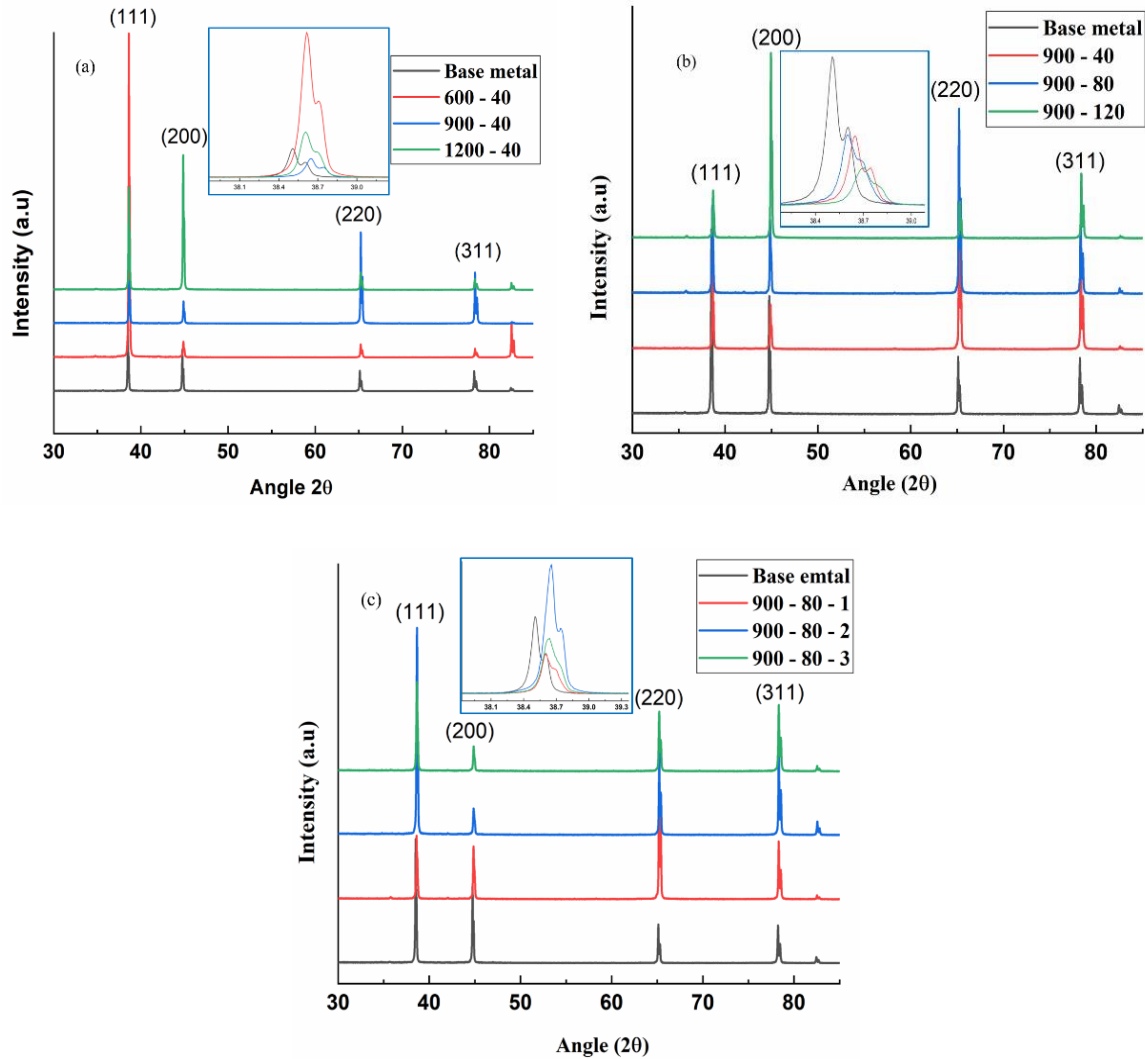 (111)
(a)
(200)
(220)
(311)
38.1 38.4 38.7 39.0
Base metal
600 - 40
900 - 40
1200 - 40
Intensity (a.u)
30 40 50 60 70 80
Angle 2θ
(b)
(111)
(200)
(220)
(311)
38.4 38.7 39.0
Base metal
900 - 40
900 - 80
900 - 120
Intensity (a.u)
30 40 50 60 70 80
Angle (2θ)
(c)
(111)
(200)
(220)
(311)
38.1 38.4 38.7 39.0 39.3
Base emtal
900 - 80 - 1
900 - 80 - 2
900 - 80 - 3
Intensity (a.u)
30 40 50 60 70 80
Angle (2θ)